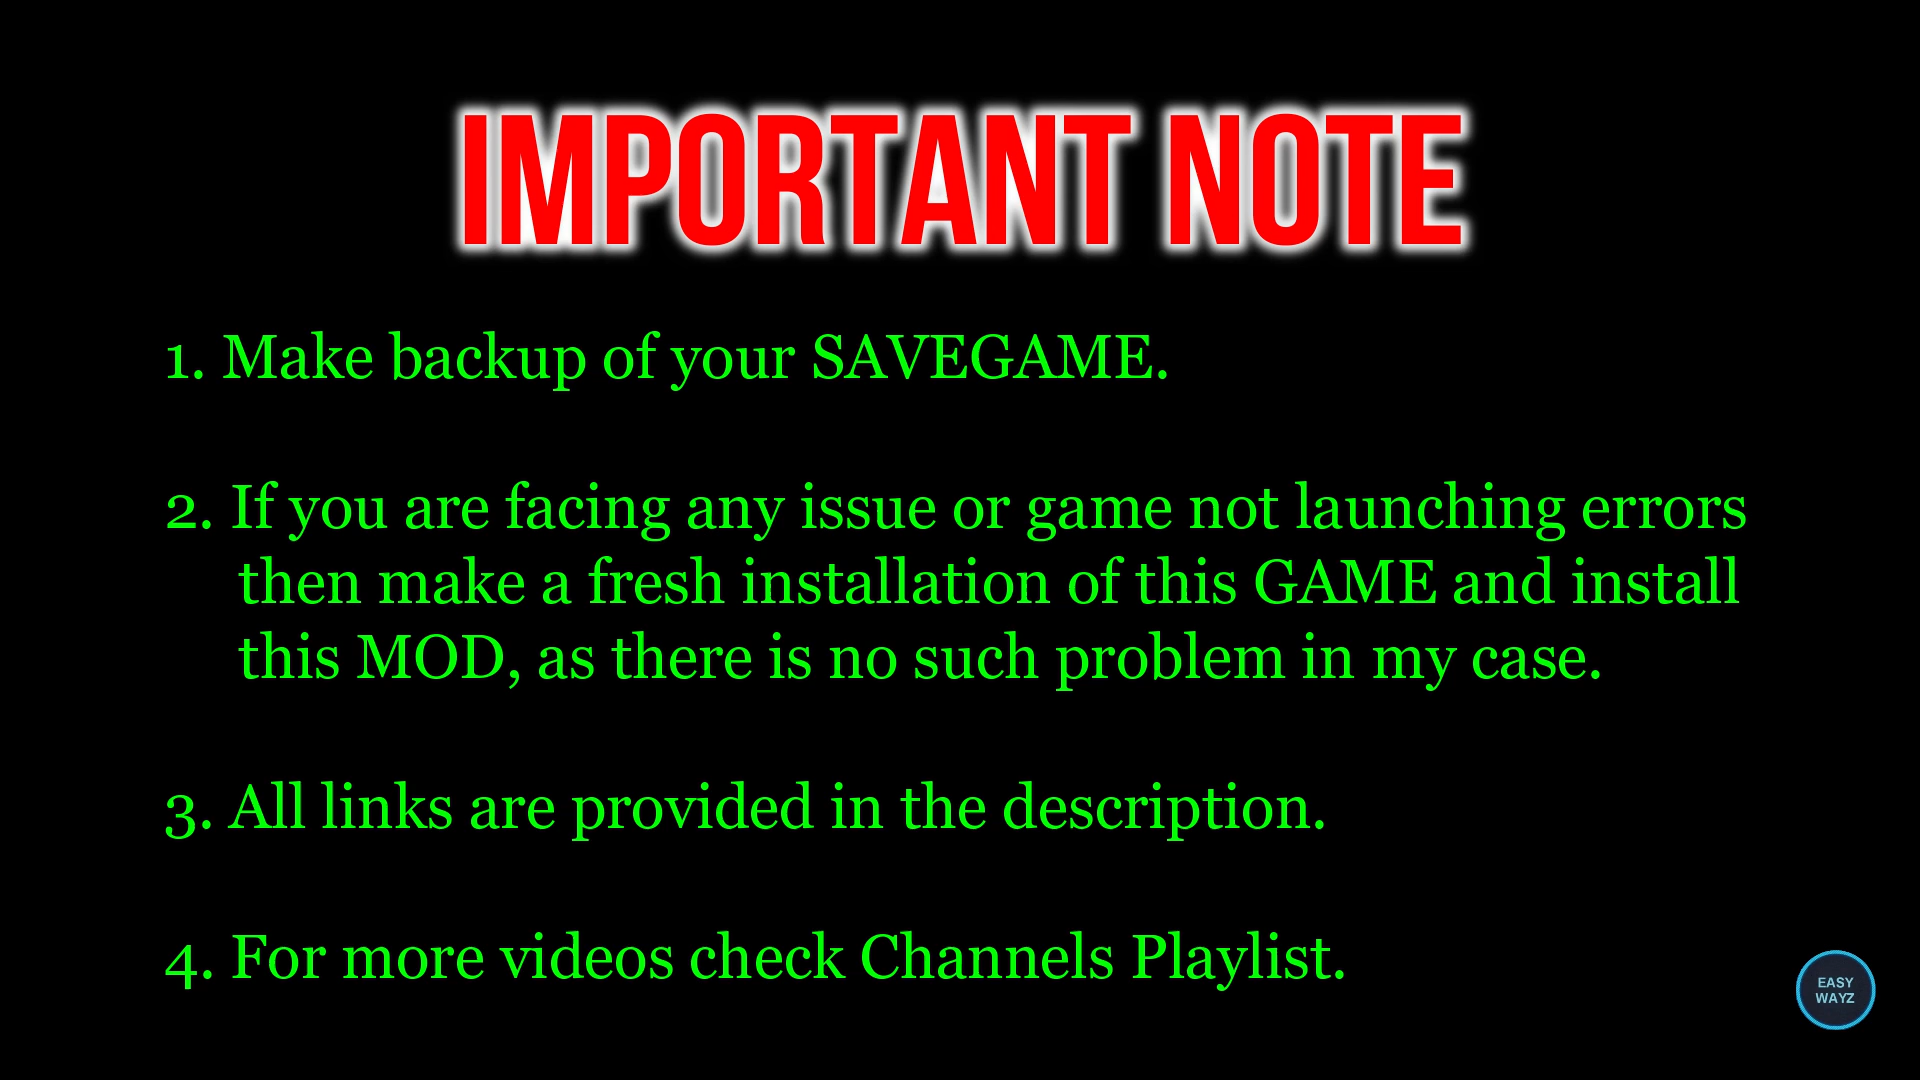 IMPORTANT NOTE
1. Make backup of your SAVEGAME.
2. If you are facing any issue or game not launching errors
then make a fresh installation of this GAME and install
this MOD, as there is no such problem in my case.
3. All links are provided in the description.
4. For more videos check Channels Playlist.
EASY
WAYZ